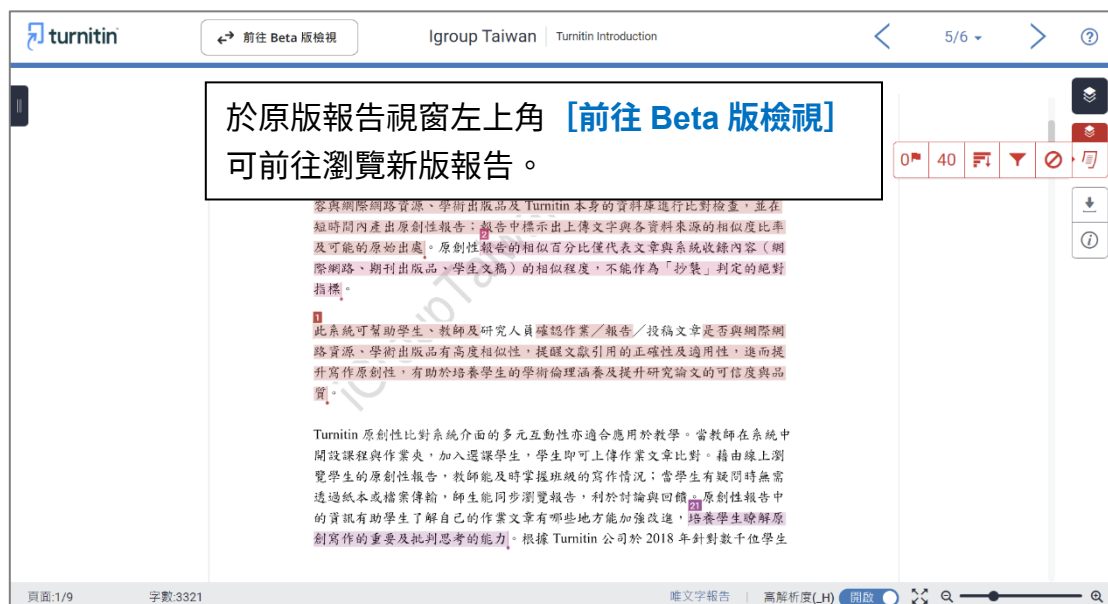 turnitin
前往 Beta 版檢視
Igroup Taiwan
Turnitin Introduction
5/6
於原版報告視窗左上角［前往 Beta 版檢視］
可前往瀏覽新版報告。
0
40
容與網際網路資源、學術出版品及 Turnitin 本身的資料庫進行比對檢查，並在
短時間內產出原創性報告；報告中標示出上傳文字與各資料來源的相似度比率
2
及可能的原始出處。原創性報告的相似百分比僅代表文章與系統收錄內容（網
際網路、期刊出版品、學生文稿）的相似程度，不能作為「抄襲」判定的絕對
指標。
1
此系統可幫助學生、教師及研究人員確認作業／報告／投稿文章是否與網際網
路資源、學術出版品有高度相似性，提醒文獻引用的正確性及適用性，進而提
升寫作原創性，有助於培養學生的學術倫理涵養及提升研究論文的可信度與品
質。
Turnitin 原創性比對系統介面的多元互動性亦適合應用於教學。當教師在系統中
開設課程與作業夾，加入選課學生，學生即可上傳作業文章比對。藉由線上瀏
覽學生的原創性報告，教師能及時掌握班級的寫作情況；當學生有疑問時無需
透過紙本或檔案傳輸，師生能同步瀏覽報告，利於討論與回饋。原創性報告中
21
的資訊有助學生了解自己的作業文章有哪些地方能加強改進，培養學生瞭解原
創寫作的重要及批判思考的能力。根據 Turnitin 公司於 2018 年針對數千位學生
iGroupTaiw
頁面:1/9
字數:3321
唯文字報告
高解析度(_H)
開啟